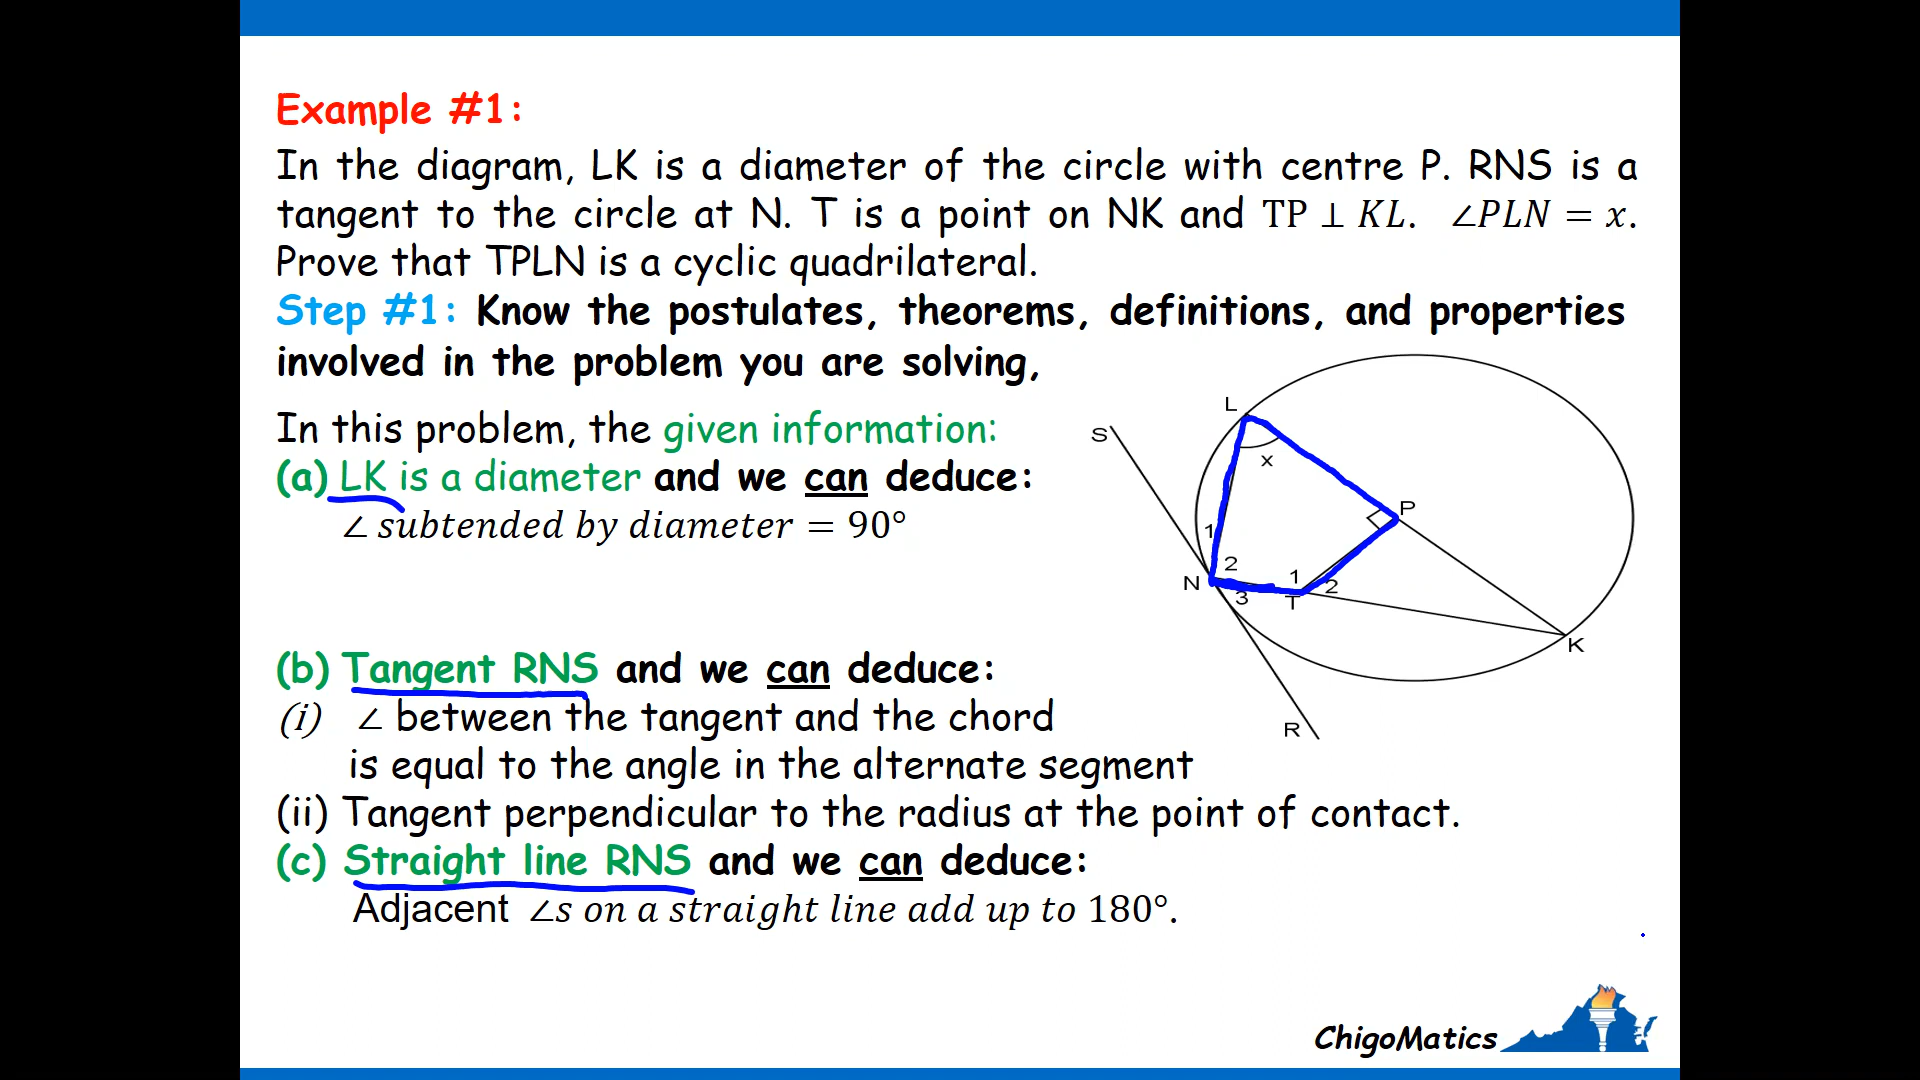 Example #1:
In the diagram, LK is a diameter of the circle with centre P. RNS is a
tangent to the circle at N. T is a point on NK and TP ⊥ KL. ∠PLN = x.
Prove that TPLN is a cyclic quadrilateral.
Step #1: Know the postulates, theorems, definitions, and properties
involved in the problem you are solving,
In this problem, the given information:
(a) LK is a diameter and we can deduce:
∠ subtended by diameter = 90°
(b) Tangent RNS and we can deduce:
(i) ∠ between the tangent and the chord
is equal to the angle in the alternate segment
(ii) Tangent perpendicular to the radius at the point of contact.
(c) Straight line RNS and we can deduce:
Adjacent ∠s on a straight line add up to 180°.
L
S
x
P
1
2
1
N
3
T
2
K
R
ChigoMatics